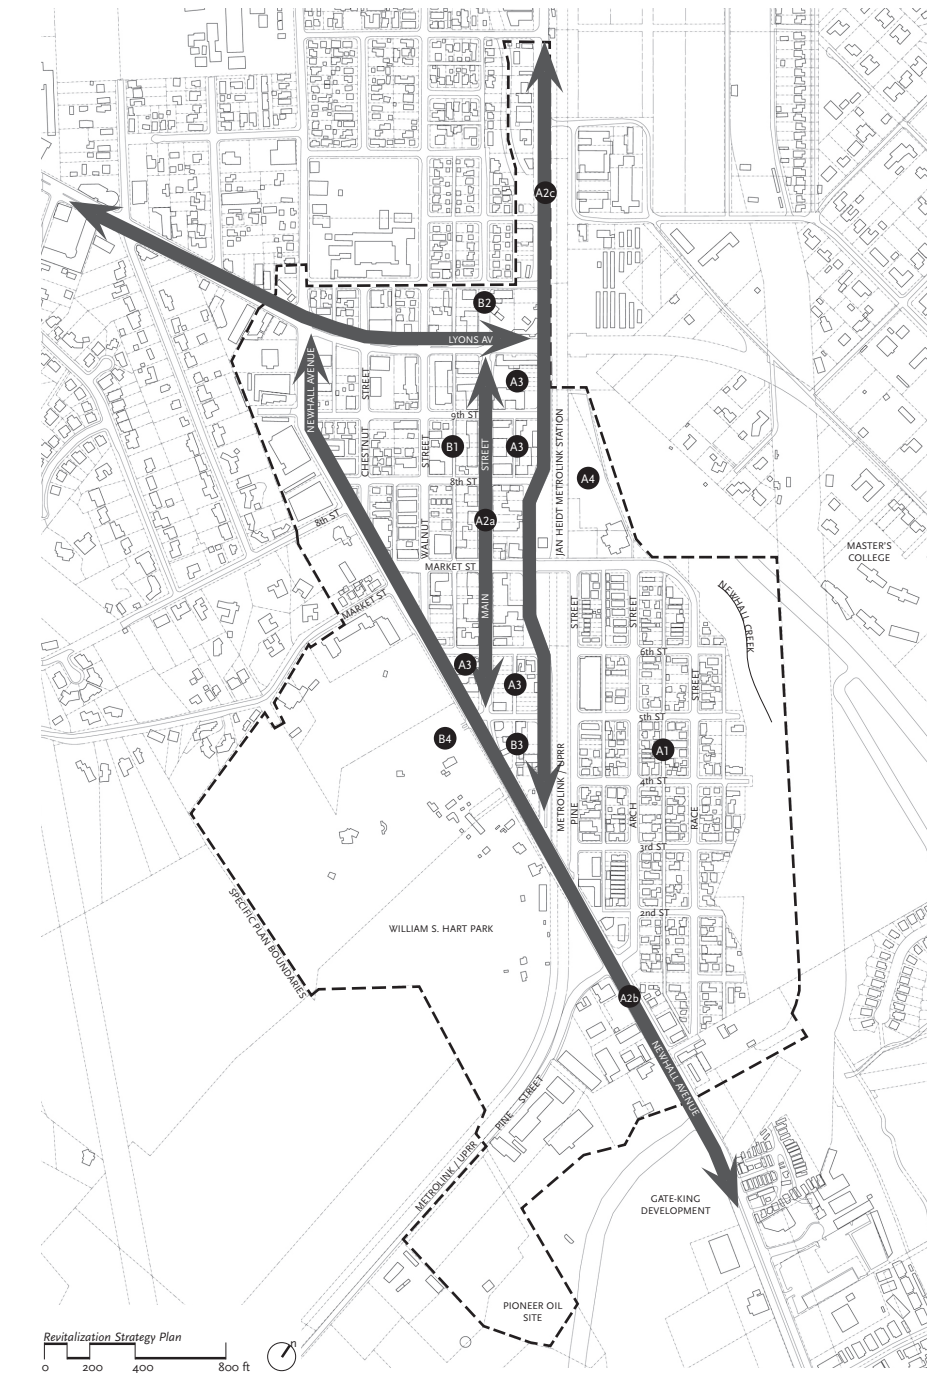 A2c
B2
LYONS AV
NEWHALL AVENUE
STREET
A3
9th ST
CHESTNUT
STREET
B1
STREET
A3
JAN HEIDT METROLINK STATION
8th ST
A4
8th ST
A2a
WALNUT
MARKET ST
MASTER'S
COLLEGE
MARKET ST
MAIN
STREET
STREET
NEWHALL CREEK
6th ST
A3
A3
STREET
5th ST
B4
B3
A1
METROLINK / UPRR
4th ST
PINE
ARCH
RACE
3rd ST
SPECIFIC PLAN BOUNDARIES
WILLIAM S. HART PARK
2nd ST
A2b
NEWHALL AVENUE
PINE STREET
METROLINK / UPRR
GATE-KING
DEVELOPMENT
PIONEER OIL
SITE
Revitalization Strategy Plan
0 200 400 800 ft
n